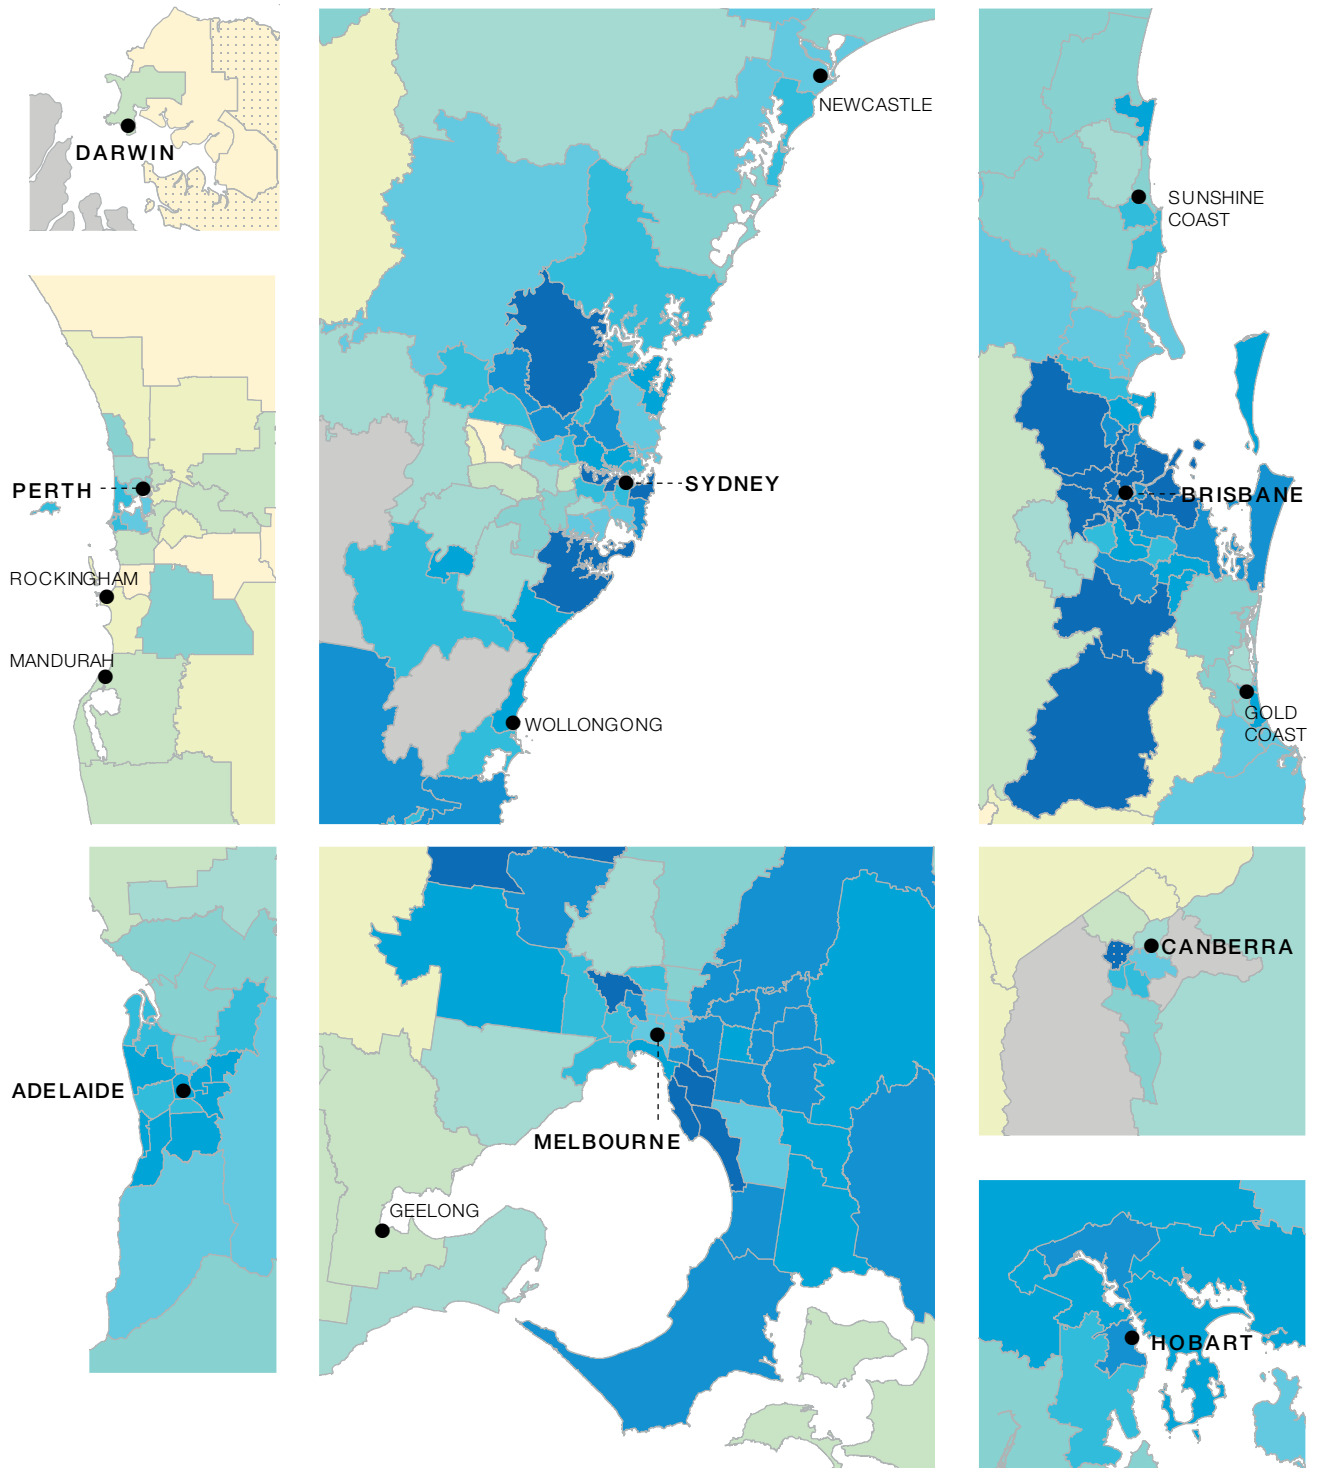 DARWIN
PERTH
ROCKINGHAM
MANDURAH
NEWCASTLE
SYDNEY
WOLLONGONG
SUNSHINE
COAST
BRISBANE
GOLD
COAST
ADELAIDE
MELBOURNE
GEELONG
CANBERRA
HOBART